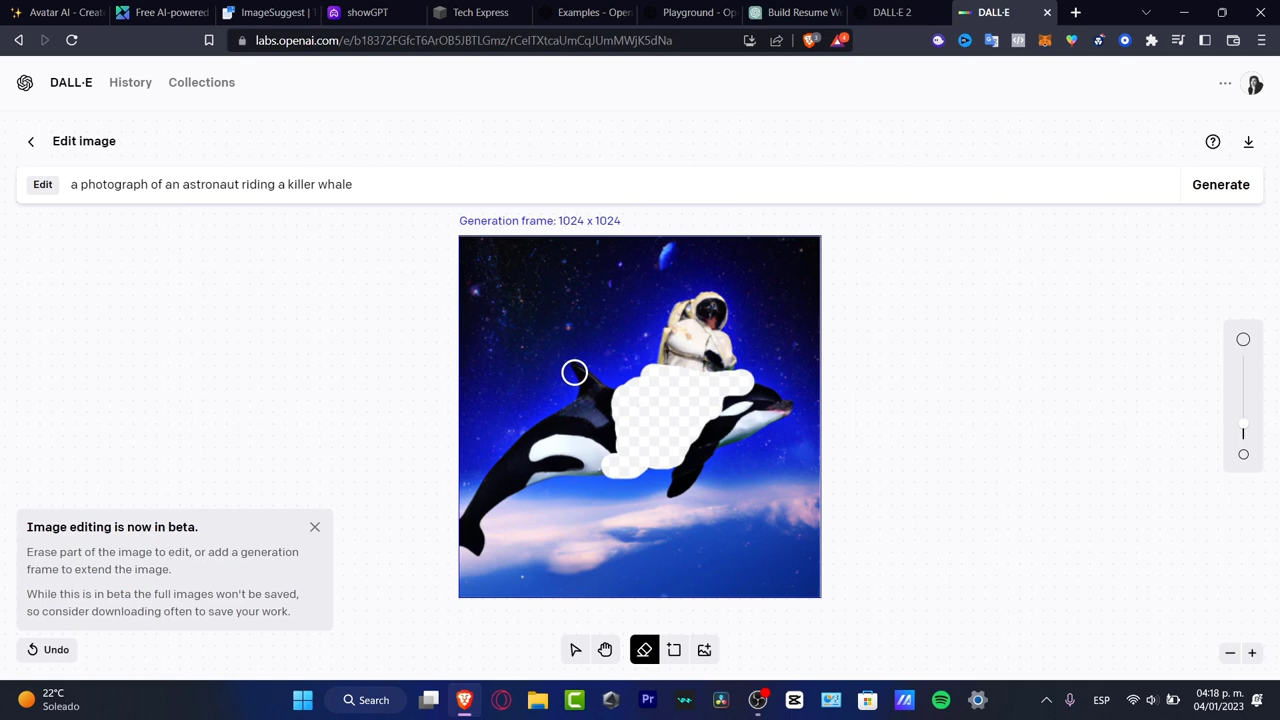 Avatar AI - Creat
Free AI-powered
ImageSuggest |
showGPT
Tech Express
Examples - Open
Playground - Op
Build Resume W
DALL·E 2
DALL·E
labs.openai.com/e/b18372FGfcT6ArOB5JBTLGmz/rCeITXtcaUmCqJUmMWjK5dNa
3
4
DALL·E
History
Collections
Edit image
Edit
a photograph of an astronaut riding a killer whale
Generate
Generation frame: 1024 x 1024
Image editing is now in beta.
Erase part of the image to edit, or add a generation
frame to extend the image.
While this is in beta the full images won't be saved,
so consider downloading often to save your work.
Undo
22°C
Soleado
Search
Pr
ESP
04:18 p. m.
04/01/2023